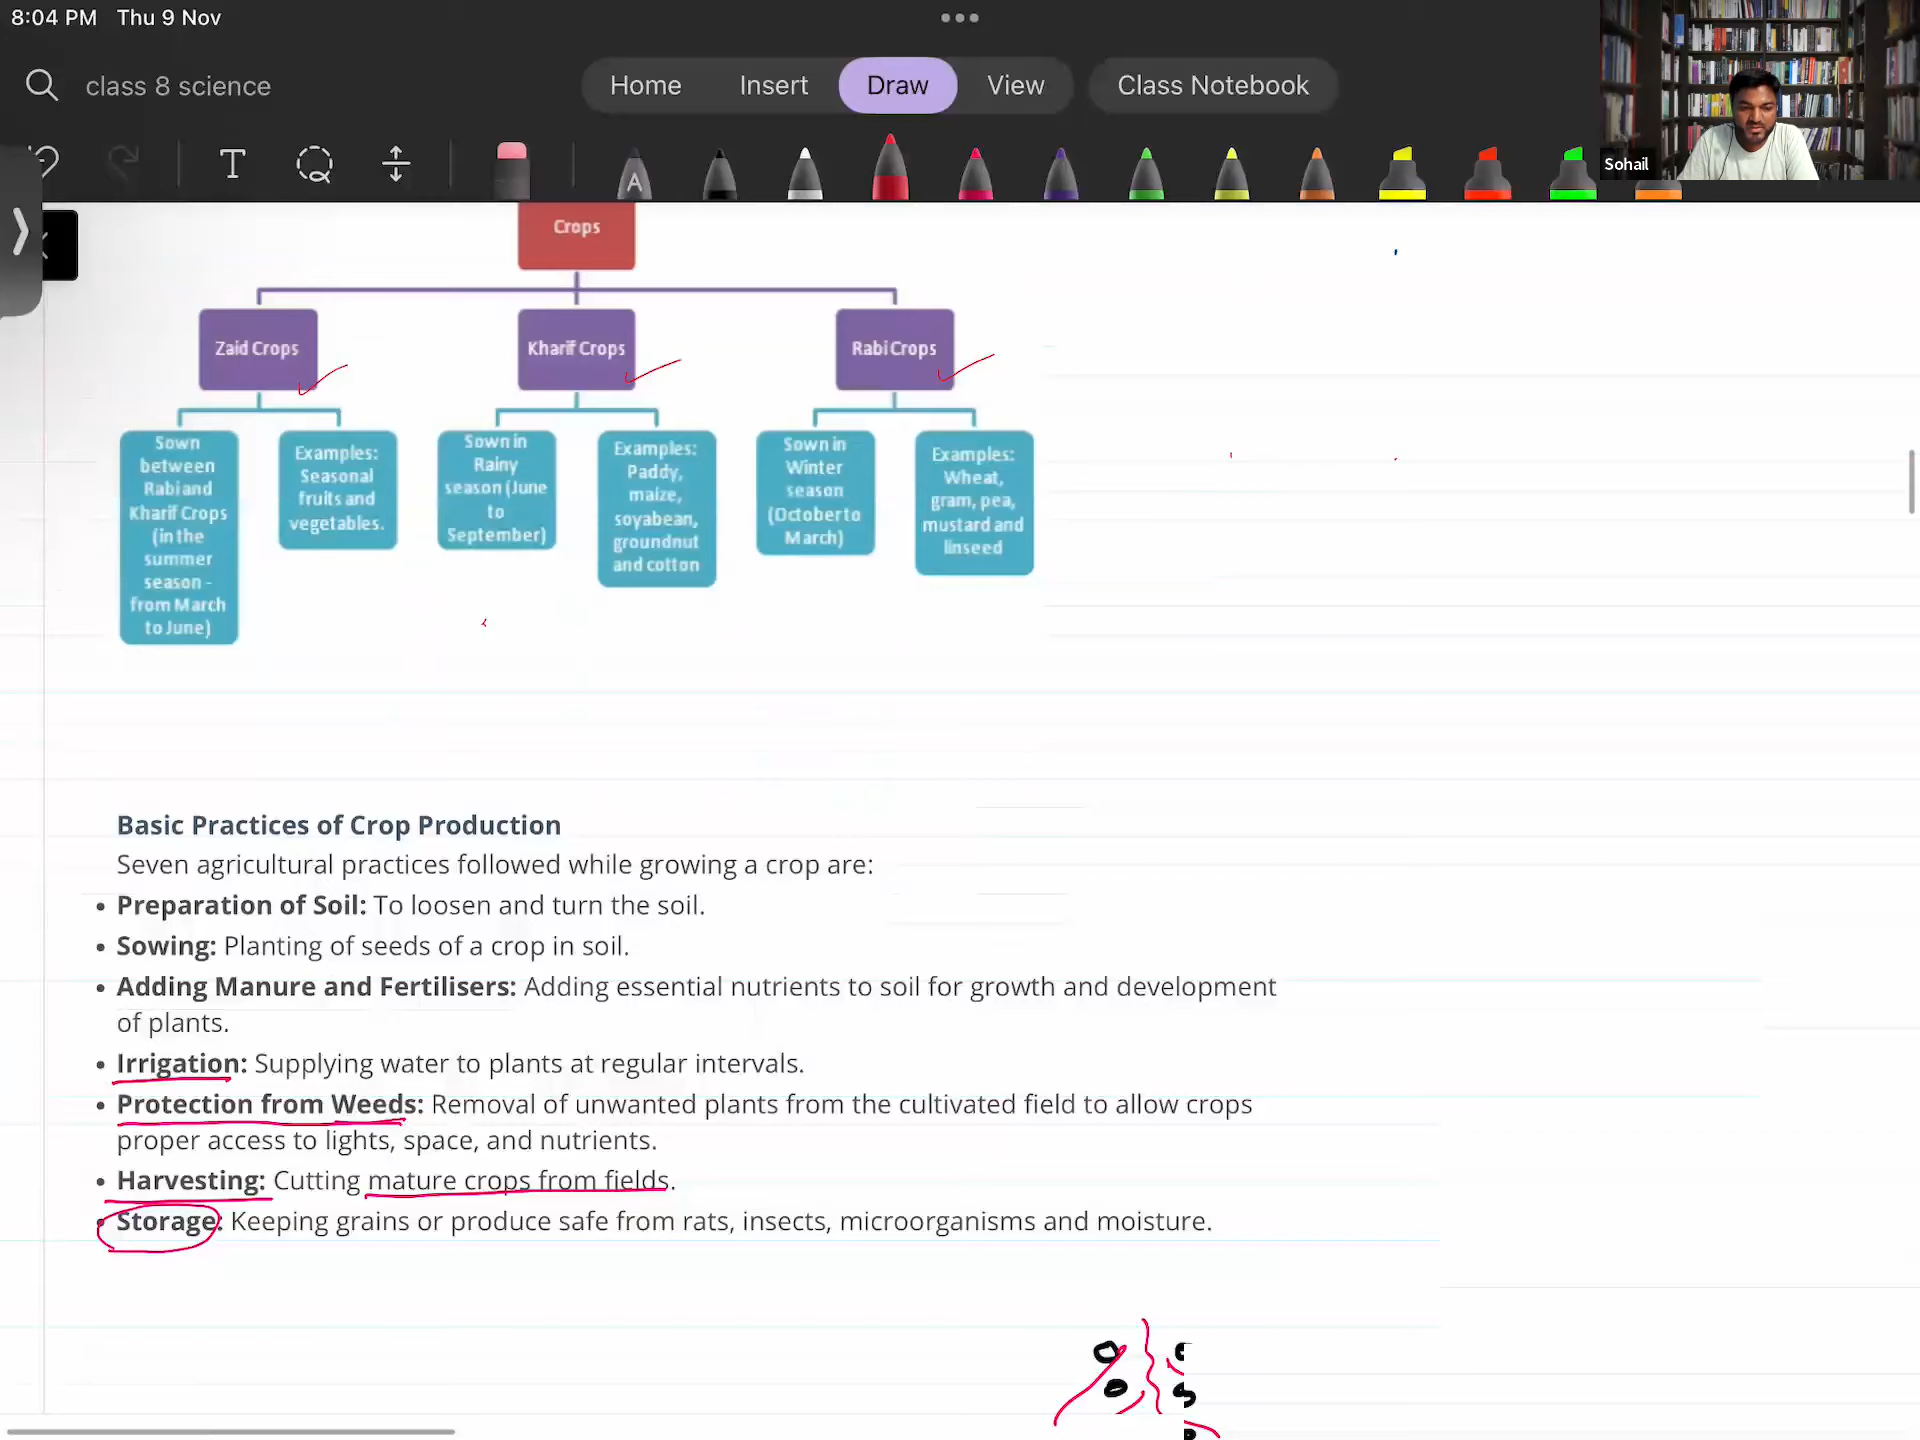 8:04 PM Thu 9 Nov
class 8 science
Home
Insert
Draw
View
Class Notebook
Sohail
T
A
Crops
Zaid Crops
Kharif Crops
Rabi Crops
Sown
between
Rabi and
Kharif Crops
(in the
summer
season -
from March
to June)
Examples:
Seasonal
fruits and
vegetables.
Sown in
Rainy
season (June
to
September)
Examples:
Paddy,
maize,
soyabean,
groundnut
and cotton
Sown in
Winter
season
(October to
March)
Examples:
Wheat,
gram, pea,
mustard and
linseed
Basic Practices of Crop Production
Seven agricultural practices followed while growing a crop are:
• Preparation of Soil: To loosen and turn the soil.
• Sowing: Planting of seeds of a crop in soil.
• Adding Manure and Fertilisers: Adding essential nutrients to soil for growth and development
of plants.
• Irrigation: Supplying water to plants at regular intervals.
• Protection from Weeds: Removal of unwanted plants from the cultivated field to allow crops
proper access to lights, space, and nutrients.
• Harvesting: Cutting mature crops from fields.
• Storage: Keeping grains or produce safe from rats, insects, microorganisms and moisture.